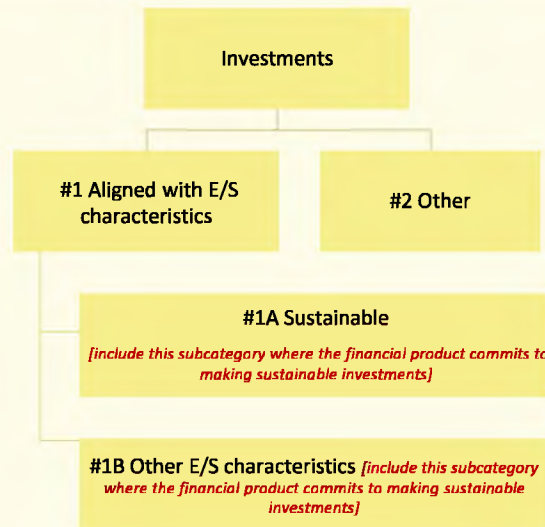 Investments
#1 Aligned with E/S
characteristics
#2 Other
#1A Sustainable
[include this subcategory where the financial product commits to
making sustainable investments]
#1B Other E/S characteristics [include this subcategory
where the financial product commits to making sustainable
investments]